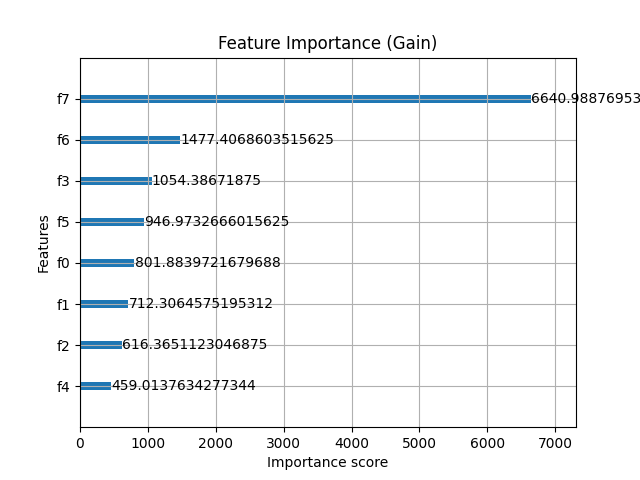 Feature Importance (Gain)
f7 6640.98876953
f6 1477.4068603515625
f3 1054.38671875
f5 946.9732666015625
f0 801.8839721679688
f1 712.3064575195312
f2 616.3651123046875
f4 459.0137634277344
Features
0 1000 2000 3000 4000 5000 6000 7000
Importance score